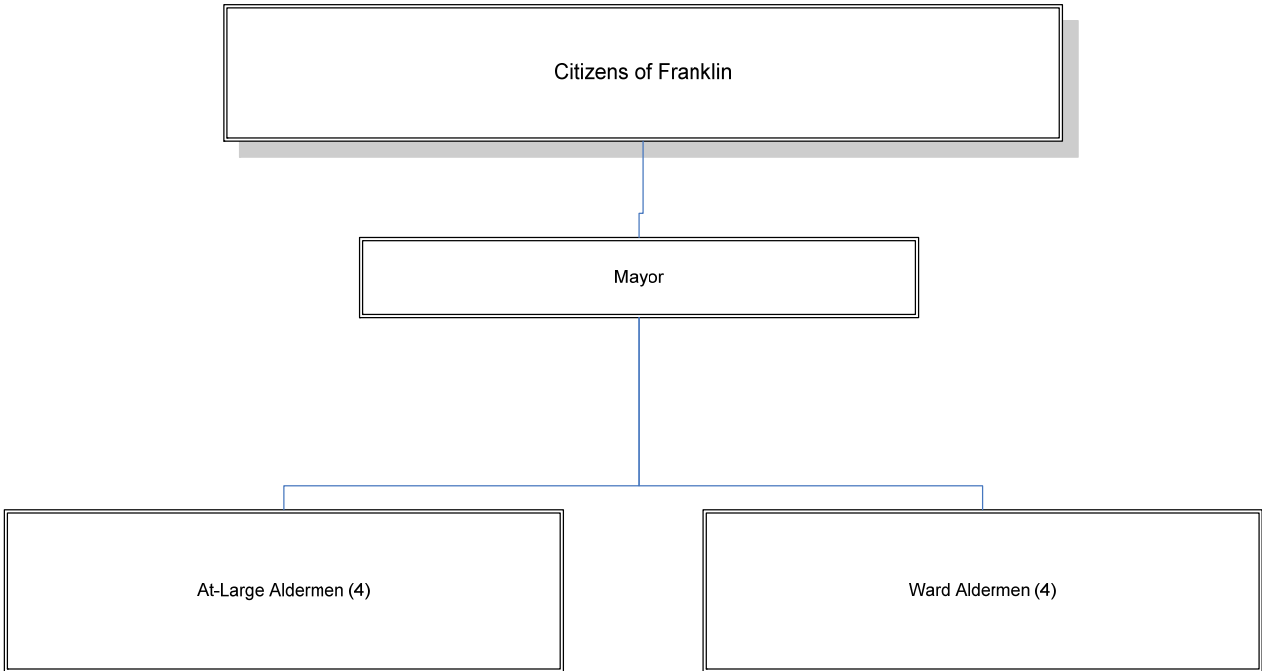 Citizens of Franklin
Mayor
At-Large Aldermen (4)
Ward Aldermen (4)